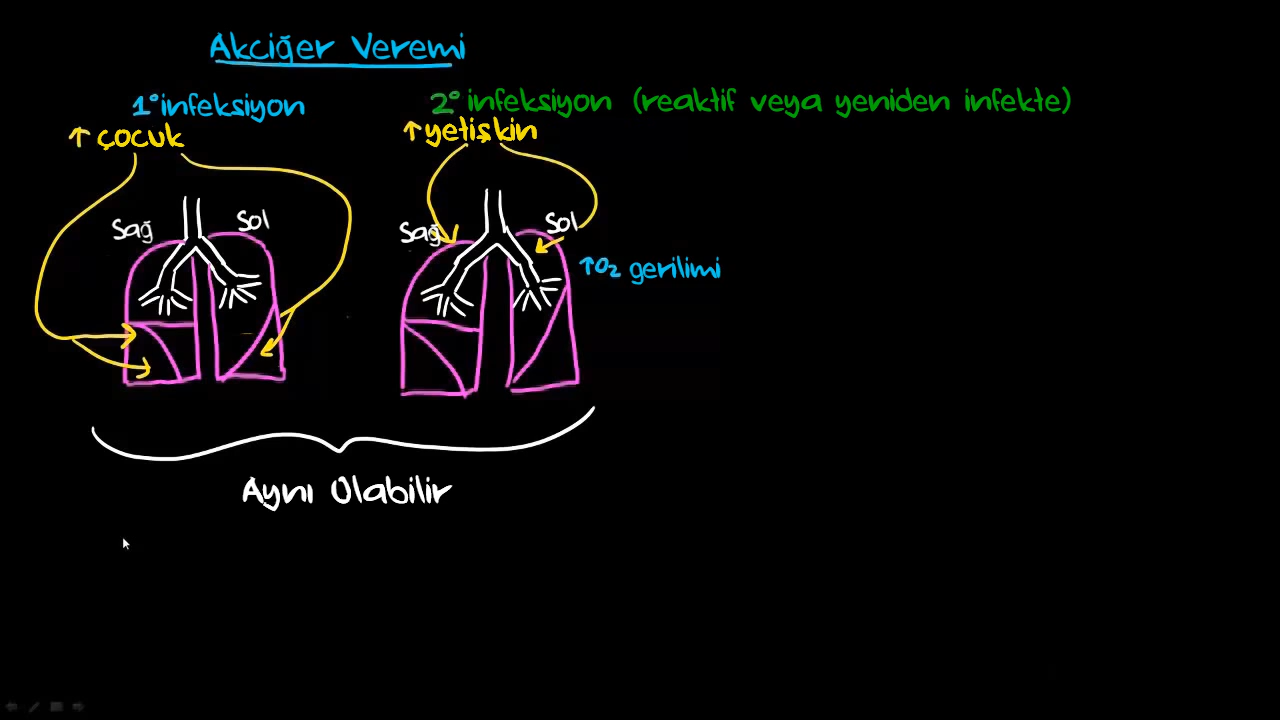 Akciğer Veremi
1° infeksiyon
↑ çocuk
Sağ
Sol
2° infeksiyon (reaktif veya yeniden infekte)
↑ yetişkin
Sağ
Sol
↑O₂ gerilimi
Aynı Olabilir